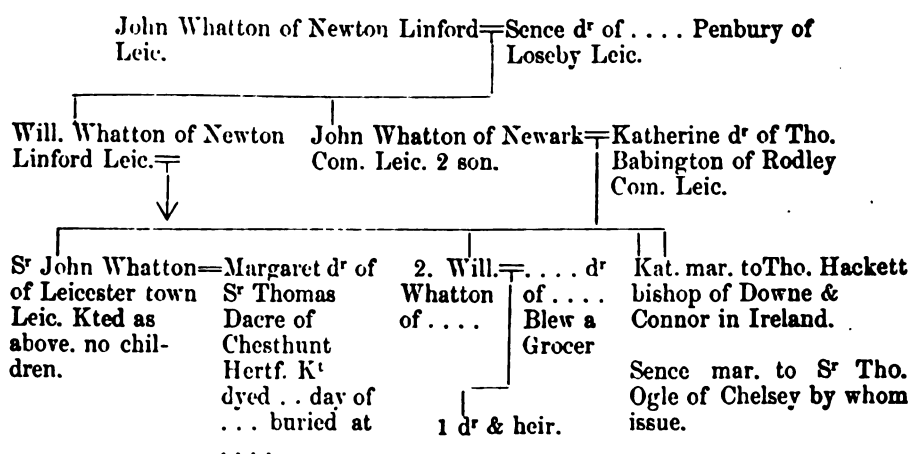 John Whatton of Newton Linford=Sence dʳ of . . . . Penbury of
Leic.
Loseby Leic.
Will. Whatton of Newton
Linford Leic.=
John Whatton of Newark=Katherine dʳ of Tho.
Com. Leic. 2 son.
Babington of Rodley
Com. Leic.
Sʳ John Whatton=Margaret dʳ of
of Leicester town
Leic. Kted as
above. no chil-
dren.
Sʳ Thomas
Dacre of
Chesthunt
Hertf. Kᵗ
dyed . . day of
. . . buried at
. . . .
2. Will.=. . . . dʳ
Whatton
of . . . .
of . . . .
Blew a
Grocer
1 dʳ & heir.
Kat. mar. toTho. Hackett
bishop of Downe &
Connor in Ireland.
Sence mar. to Sʳ Tho.
Ogle of Chelsey by whom
issue.